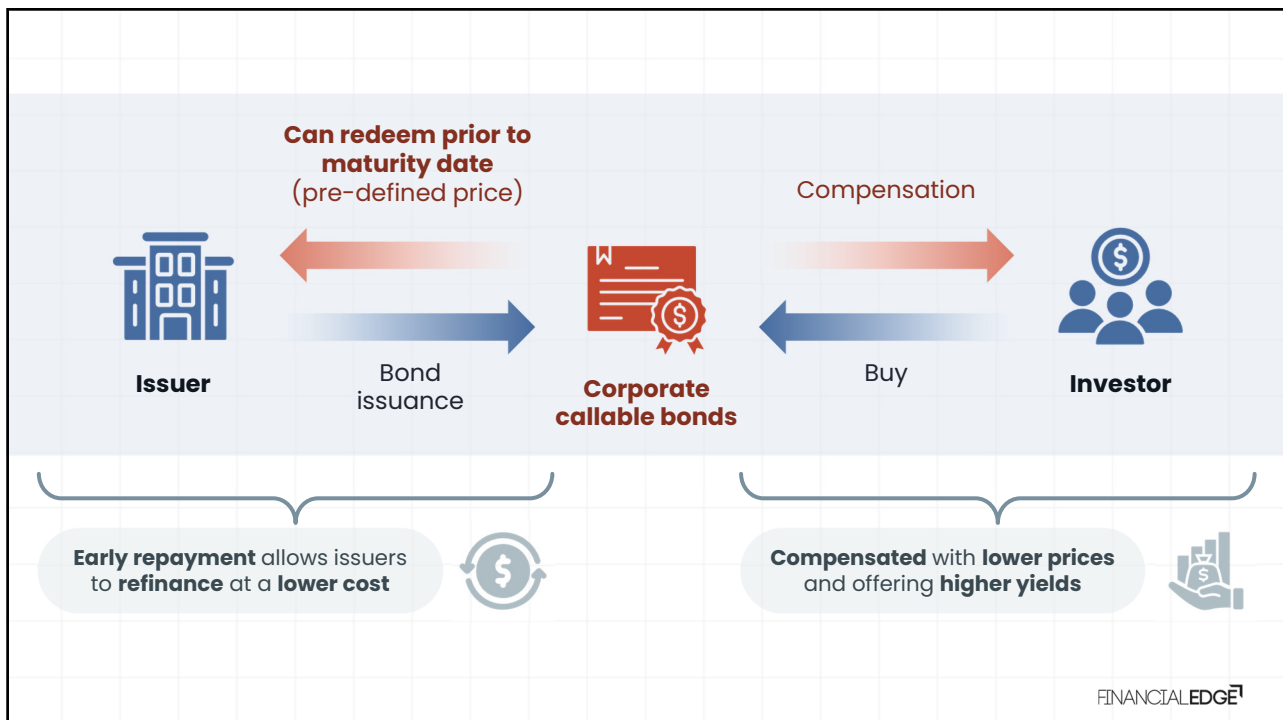 Can redeem prior to
maturity date
(pre-defined price)
Compensation
Issuer
Bond
issuance
Corporate
callable bonds
Buy
Investor
Early repayment allows issuers
to refinance at a lower cost
Compensated with lower prices
and offering higher yields
FINANCIALEDGE